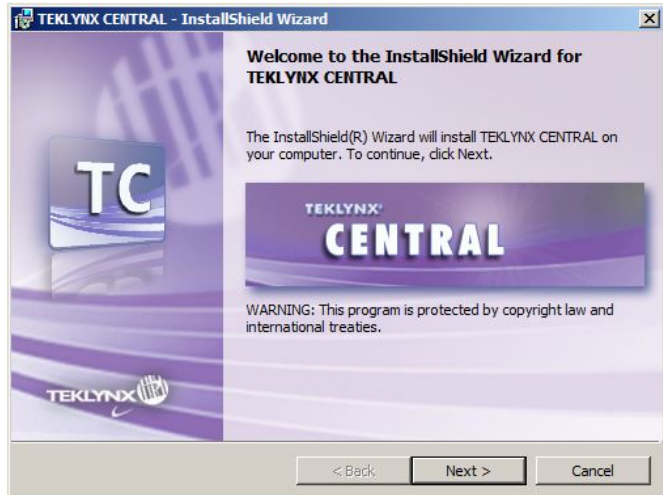 TEKLYNX CENTRAL - InstallShield Wizard
Welcome to the InstallShield Wizard for
TEKLYNX CENTRAL
The InstallShield(R) Wizard will install TEKLYNX CENTRAL on
your computer. To continue, click Next.
TC
TEKLYNX®
CENTRAL
WARNING: This program is protected by copyright law and
international treaties.
TEKLYNX
< Back
Next >
Cancel